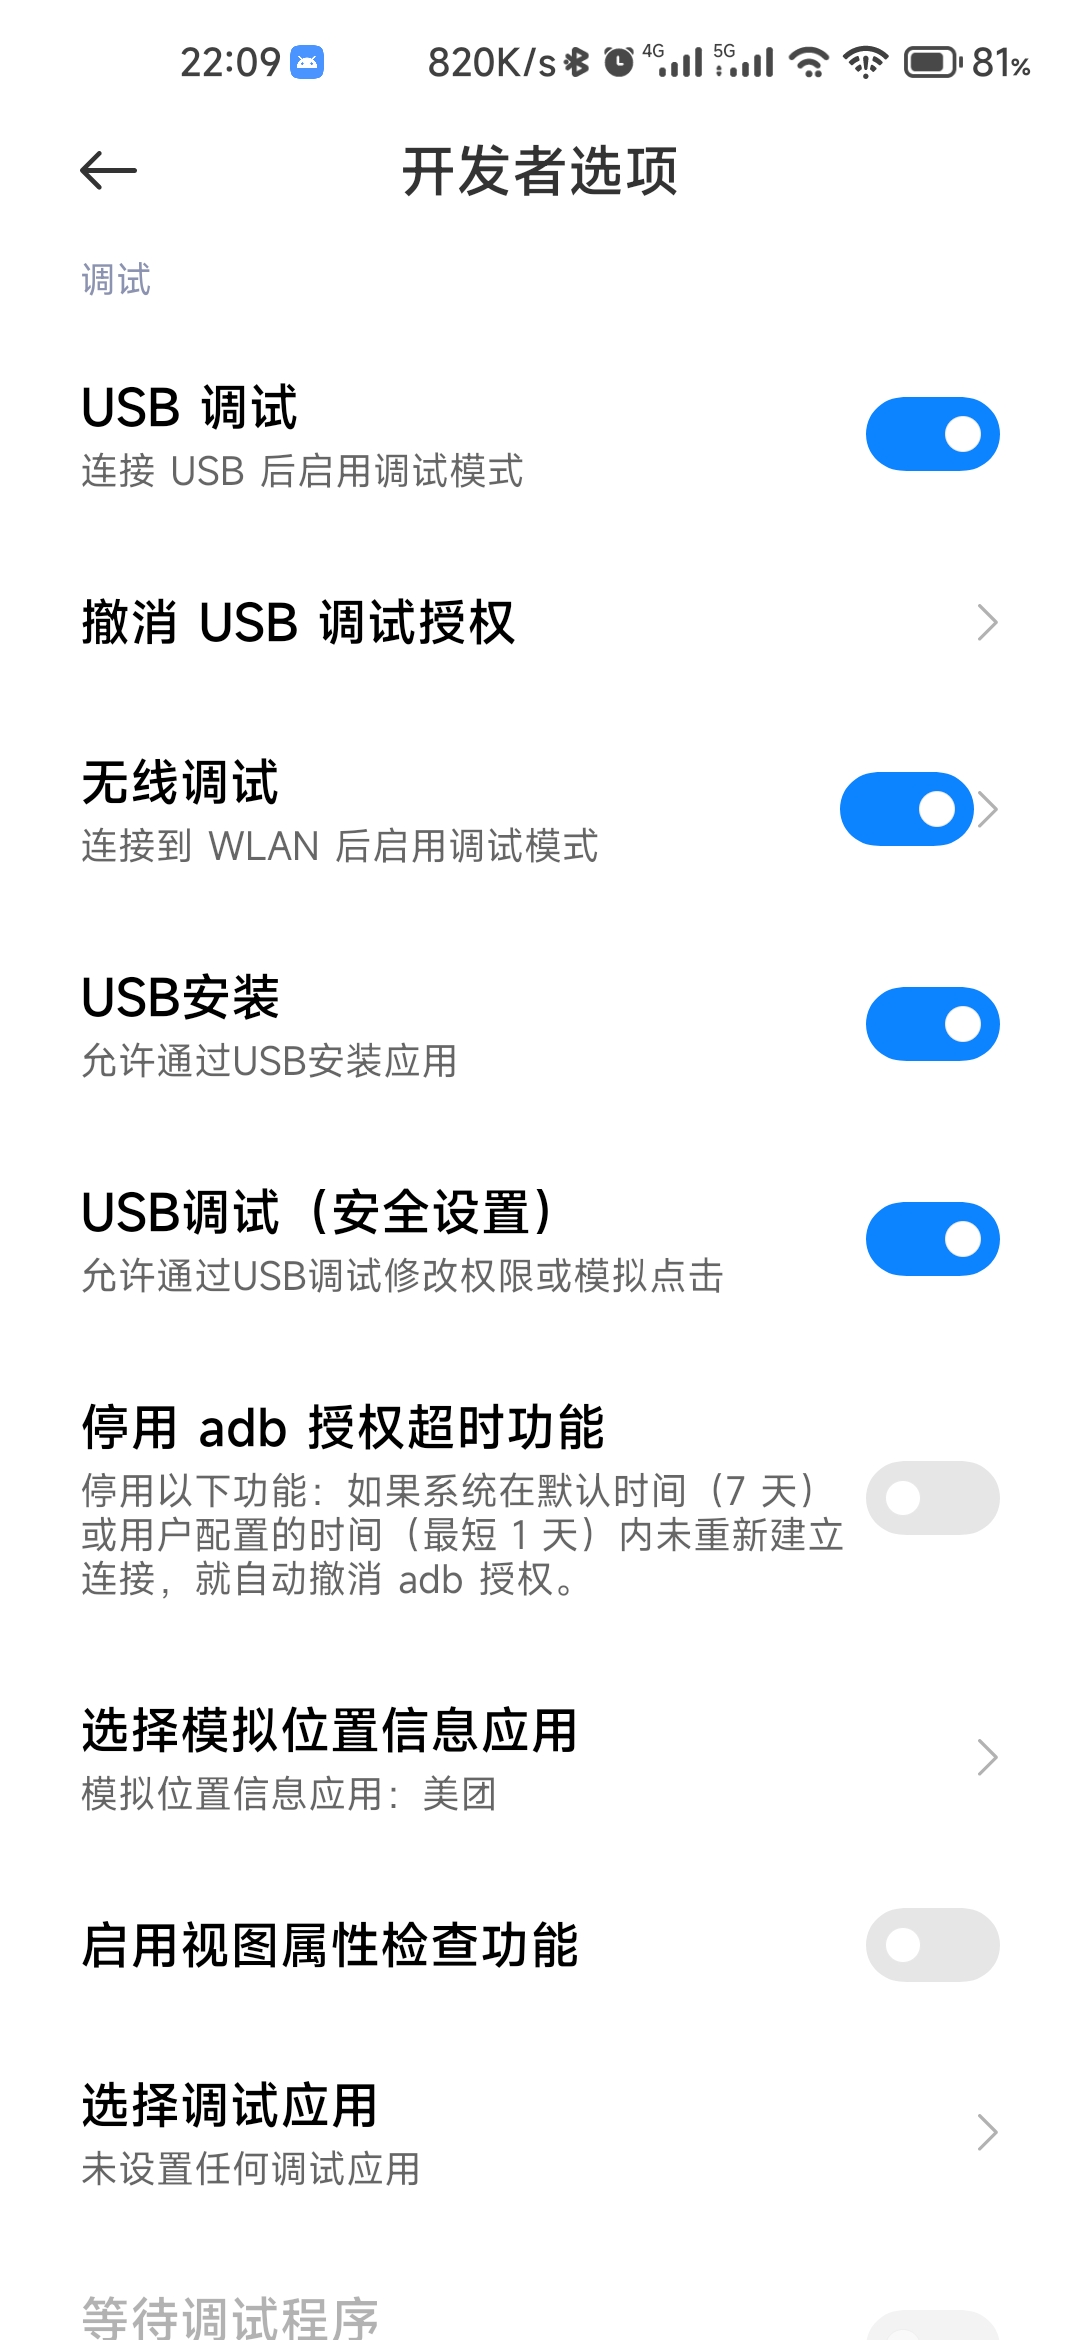 22:09 820K/s 4G 5G 81%
开发者选项
调试
USB 调试
连接 USB 后启用调试模式
撤消 USB 调试授权
无线调试
连接到 WLAN 后启用调试模式
USB安装
允许通过USB安装应用
USB调试（安全设置）
允许通过USB调试修改权限或模拟点击
停用 adb 授权超时功能
停用以下功能：如果系统在默认时间（7 天）
或用户配置的时间（最短 1 天）内未重新建立
连接，就自动撤消 adb 授权。
选择模拟位置信息应用
模拟位置信息应用：美团
启用视图属性检查功能
选择调试应用
未设置任何调试应用
等待调试程序